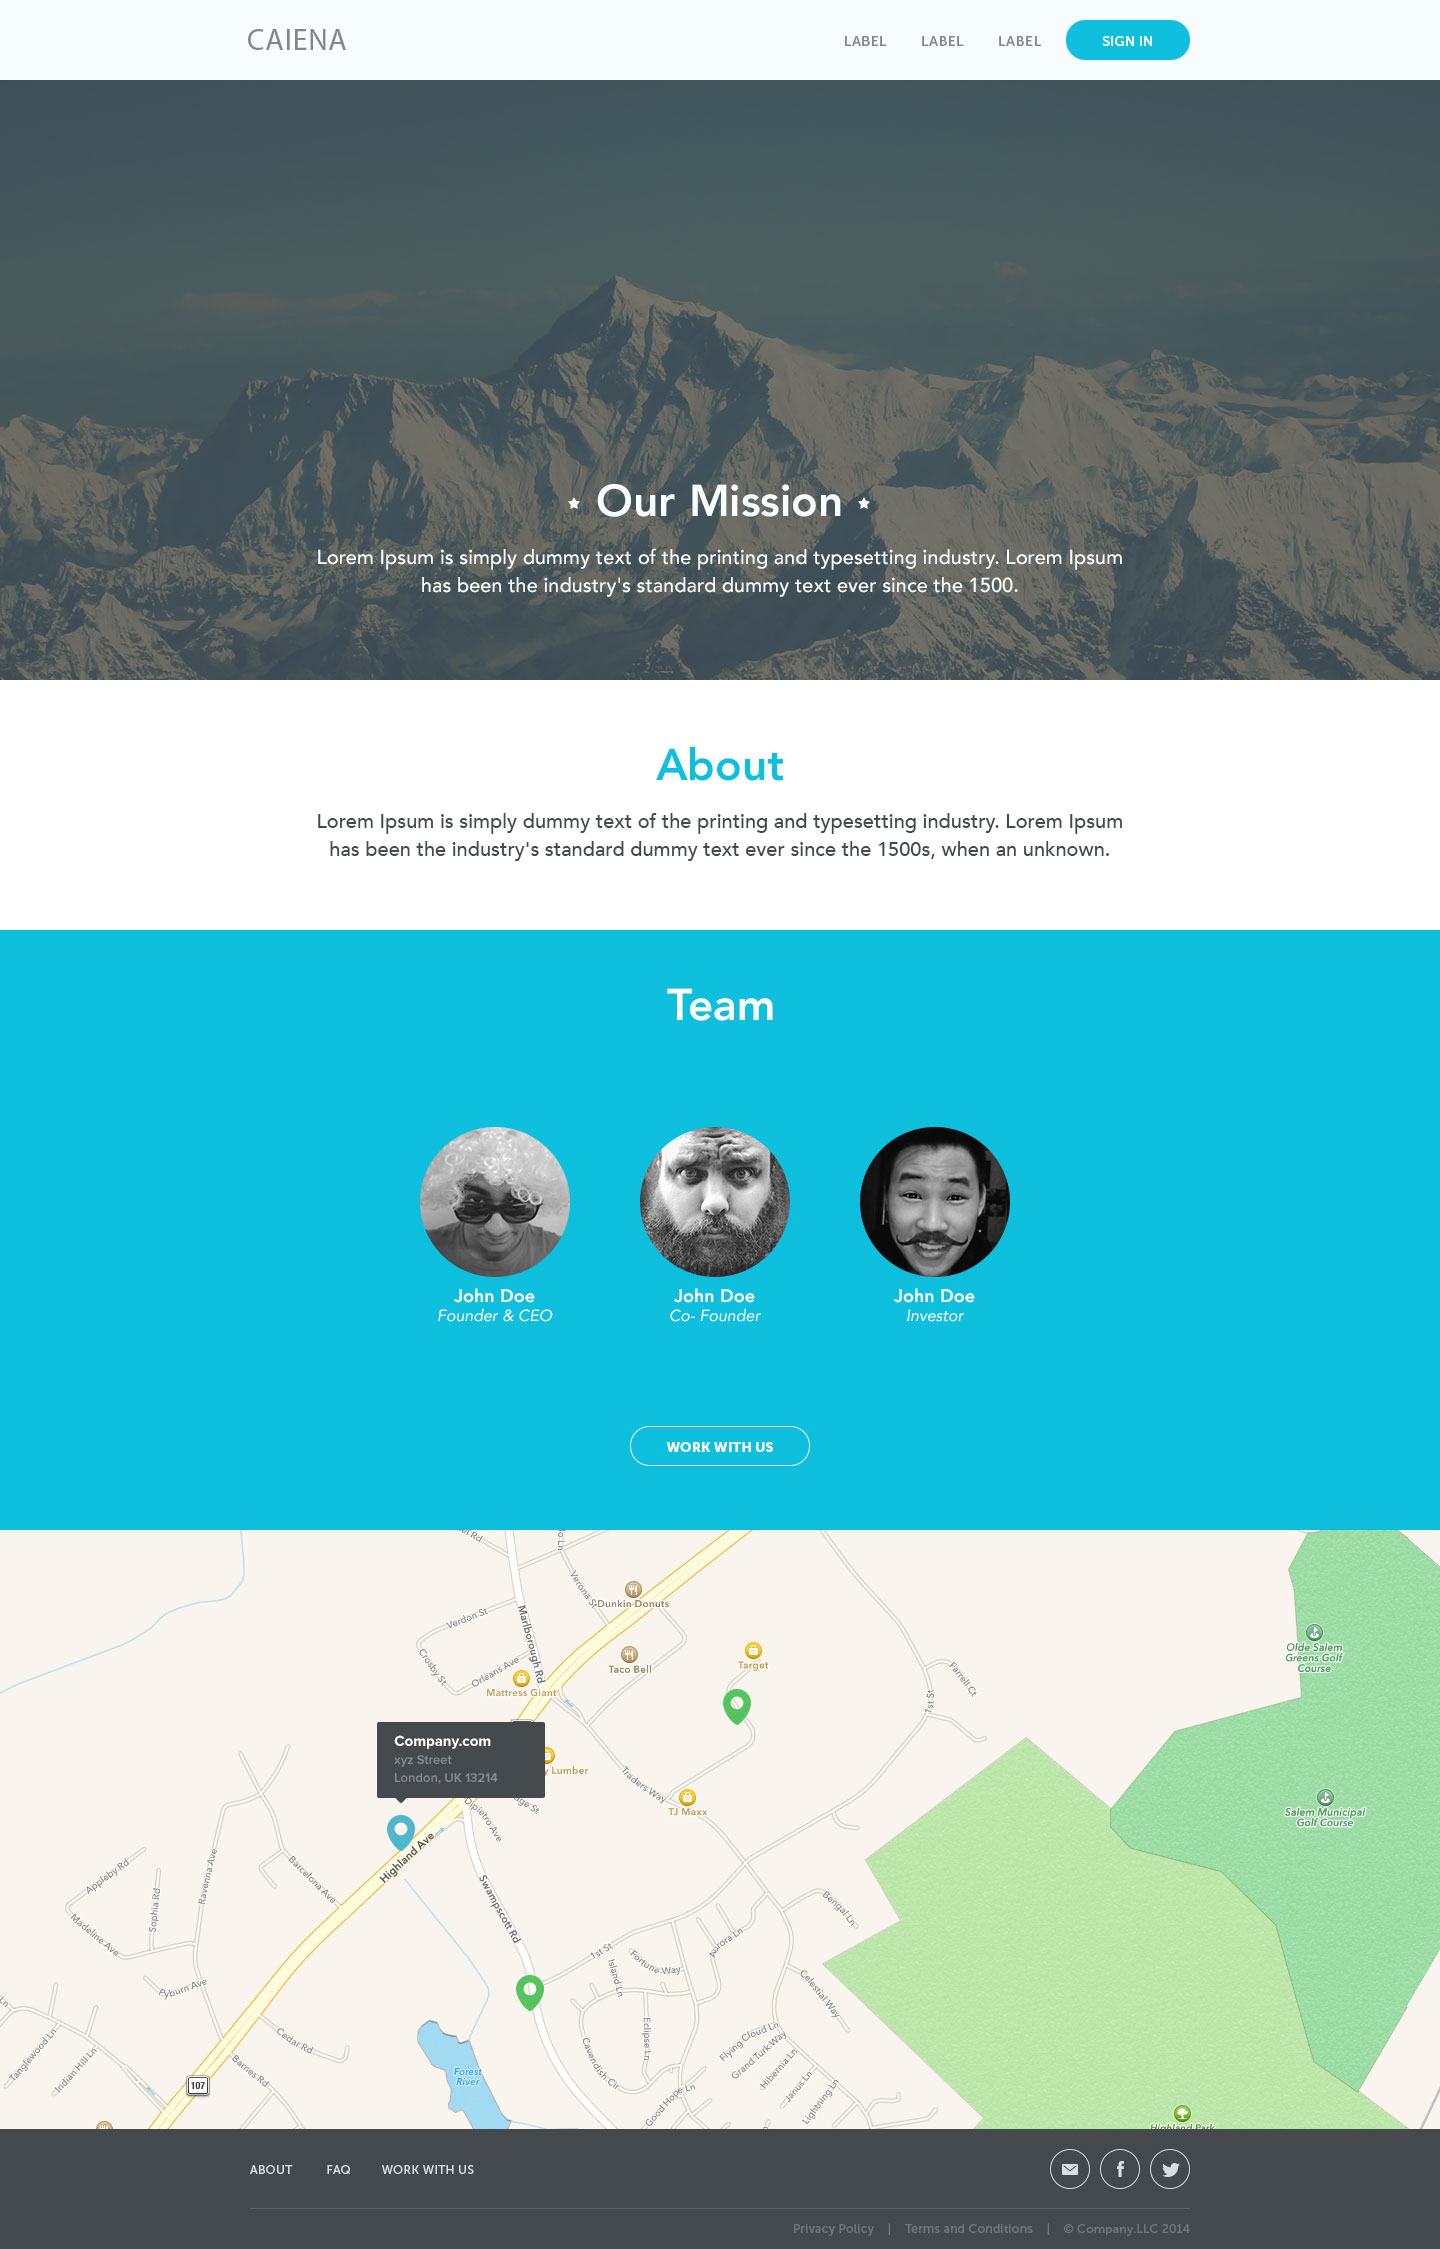 CAIENA
LABEL LABEL LABEL SIGN IN
Our Mission
Lorem Ipsum is simply dummy text of the printing and typesetting industry. Lorem Ipsum
has been the industry's standard dummy text ever since the 1500.
About
Lorem Ipsum is simply dummy text of the printing and typesetting industry. Lorem Ipsum
has been the industry's standard dummy text ever since the 1500s, when an unknown.
Team
John Doe
Founder & CEO
John Doe
Co- Founder
John Doe
Investor
WORK WITH US
Verona S
Dunkin Donuts
Verdon St
Marlborough Rd
Crosby St
Orleans Ave
Taco Bell
Target
Mattress Giant
Olde Salem
Greens Golf
Course
Farrell Ct
1st St
Company.com
xyz Street
London, UK 13214
y Lumber
Traders Way
TJ Maxx
Dipietro Ave
Salem Municipal
Golf Course
Highland Ave
Appleby Rd
Sophia Rd
Ravenna Ave
Barcelona Ave
Madeline Ave
Swampscott Rd
Bengal Ln
Aurora Ln
1st St
Island Ln
Fortune Way
Pyburn Ave
Celestial Way
Tanglewood Ln
Indian Hill Ln
Cedar Rd
Barnes Rd
107
Forest
River
Cavendish Cir
Eclipse Ln
Good Hope Ln
Flying Cloud Ln
Grand Turk Way
Hibernia Ln
Janus Ln
Lightning Ln
Highland Park
ABOUT FAQ WORK WITH US
Privacy Policy | Terms and Conditions | © Company.LLC 2014